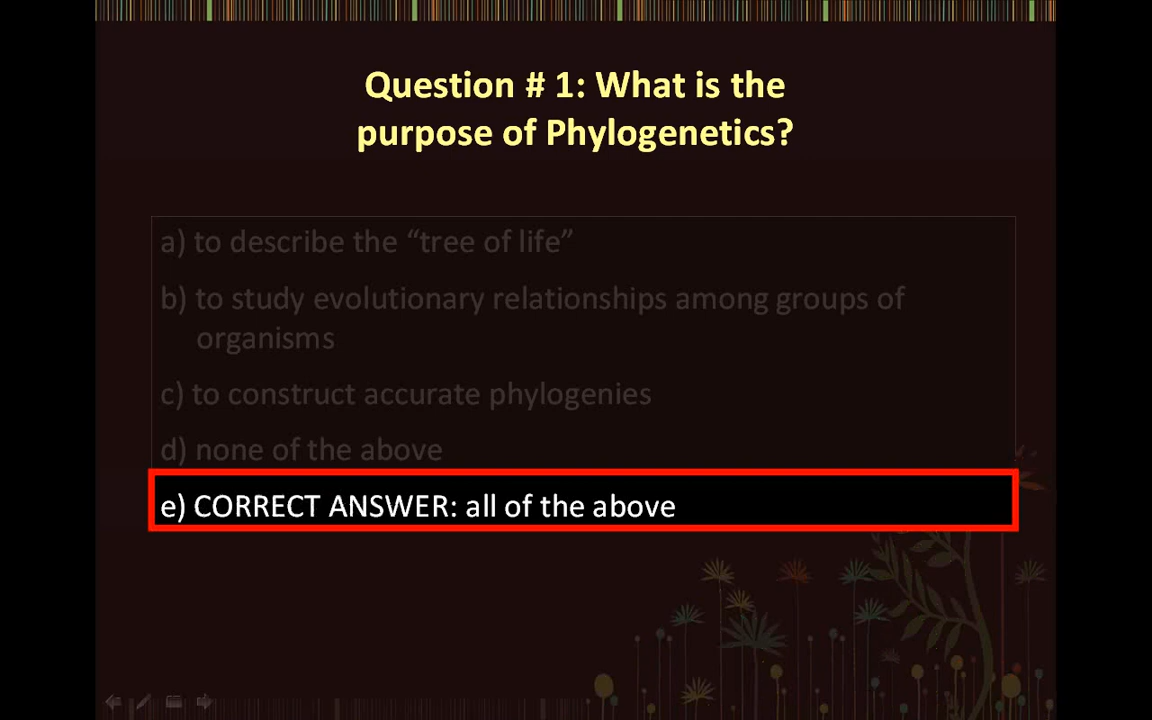 Question # 1: What is the
purpose of Phylogenetics?
a) to describe the “tree of life”
b) to study evolutionary relationships among groups of
organisms
c) to construct accurate phylogenies
d) none of the above
e) CORRECT ANSWER: all of the above